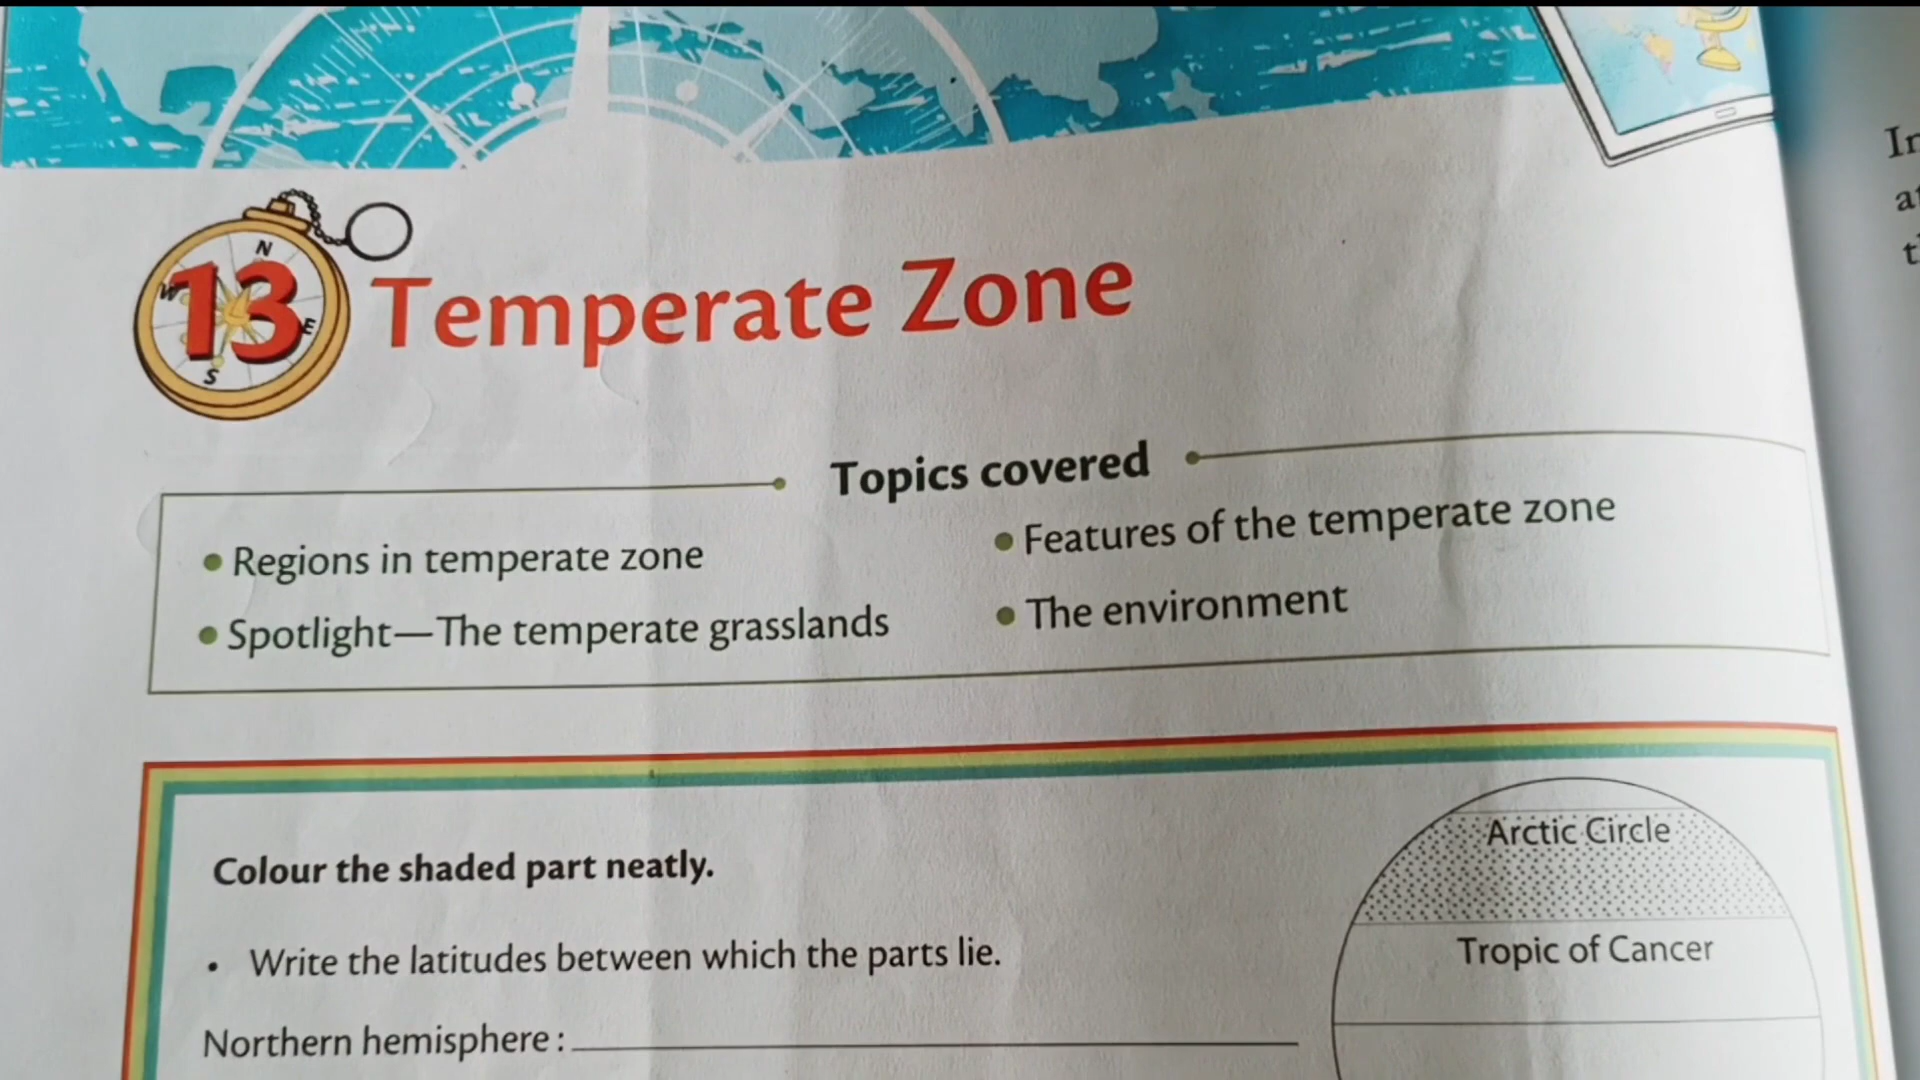 N
W
E
S
13 Temperate Zone
Topics covered
• Regions in temperate zone
• Features of the temperate zone
• Spotlight—The temperate grasslands
• The environment
Colour the shaded part neatly.
• Write the latitudes between which the parts lie.
Northern hemisphere :
Arctic Circle
Tropic of Cancer